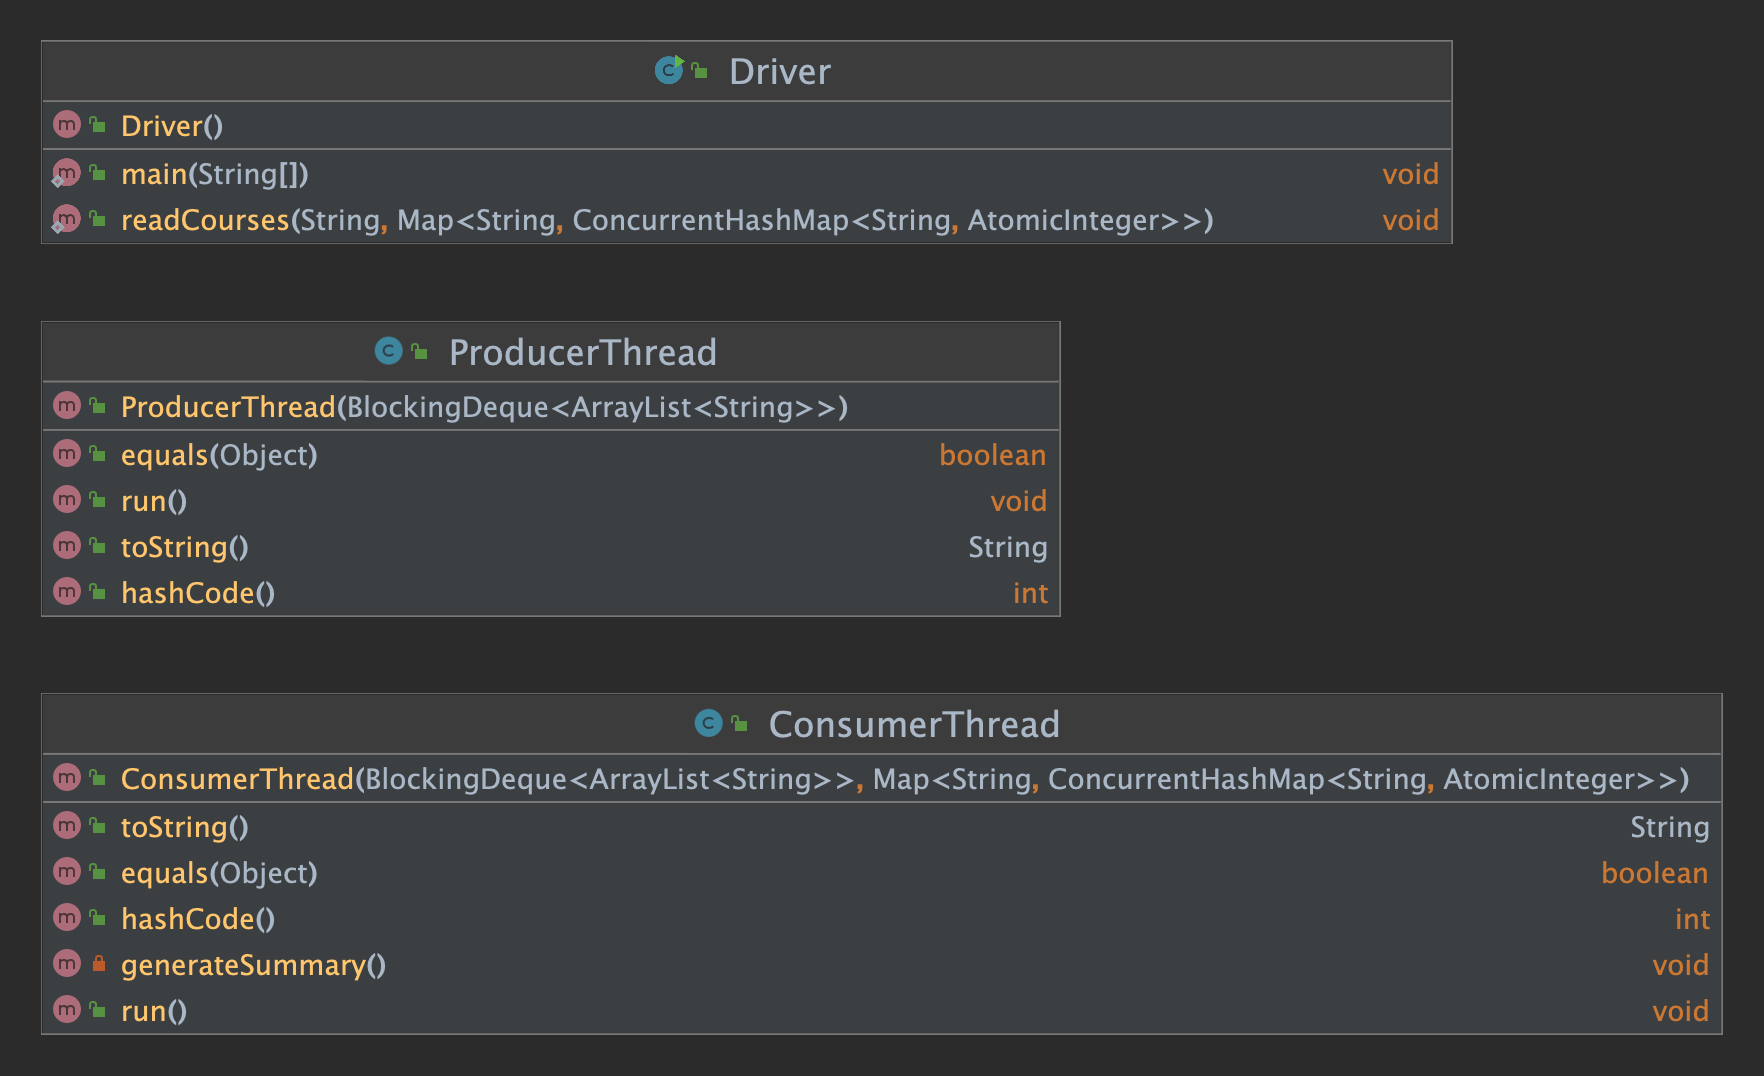 Driver
Driver()
main(String[]) void
readCourses(String, Map<String, ConcurrentHashMap<String, AtomicInteger>>) void
ProducerThread
ProducerThread(BlockingDeque<ArrayList<String>>)
equals(Object) boolean
run() void
toString() String
hashCode() int
ConsumerThread
ConsumerThread(BlockingDeque<ArrayList<String>>, Map<String, ConcurrentHashMap<String, AtomicInteger>>)
toString() String
equals(Object) boolean
hashCode() int
generateSummary() void
run() void